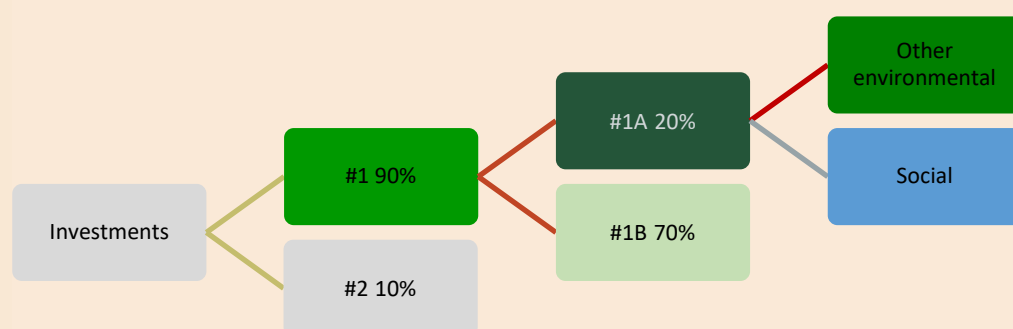 Other
environmental
#1A 20%
#1 90%
Social
Investments
#1B 70%
#2 10%